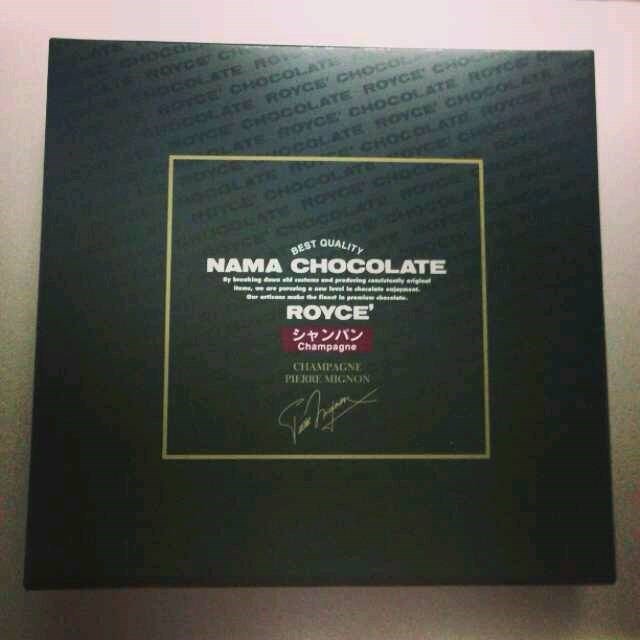 ROYCE' CHOCOLATE ROYCE' CHOCOLATE ROYCE' CHOCOLATE
BEST QUALITY
NAMA CHOCOLATE
By breaking down old customs and producing consistently original
items, we are pursuing a new level in chocolate enjoyment.
Our artisans make the finest in premium chocolate.
ROYCE'
シャンパン
Champagne
CHAMPAGNE
PIERRE MIGNON